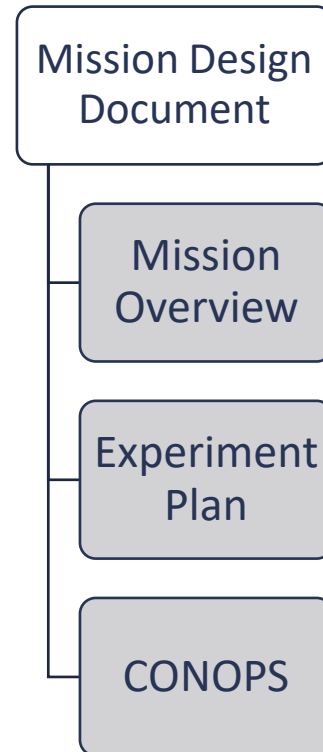 Mission Design
Document
Mission
Overview
Experiment
Plan
CONOPS